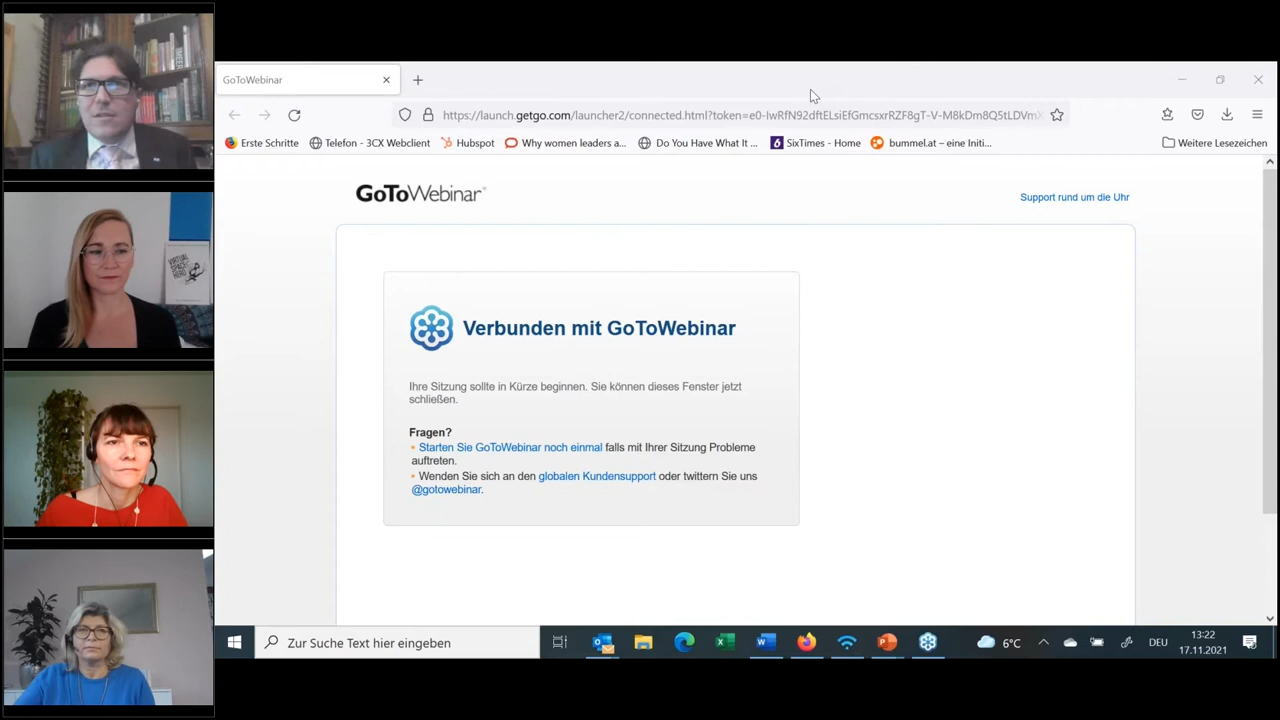 GoToWebinar
https://launch.getgo.com/launcher2/connected.html?token=e0-
Erste Schritte
Telefon - 3CX Webclient
Hubspot
Why women leaders a...
Do You Have What It ...
SixTimes - Home
bummel.at – eine Initi...
Weitere Lesezeichen
GoToWebinar
Support rund um die Uhr
VIRTUAL
SPACE
HERO
Verbunden mit GoToWebinar
Ihre Sitzung sollte in Kürze beginnen. Sie können dieses Fenster jetzt
schließen.
Fragen?
• Starten Sie GoToWebinar noch einmal falls mit Ihrer Sitzung Probleme
auftreten.
• Wenden Sie sich an den globalen Kundensupport oder twittern Sie uns
@gotowebinar.
Zur Suche Text hier eingeben
6°C
DEU
13:22
17.11.2021